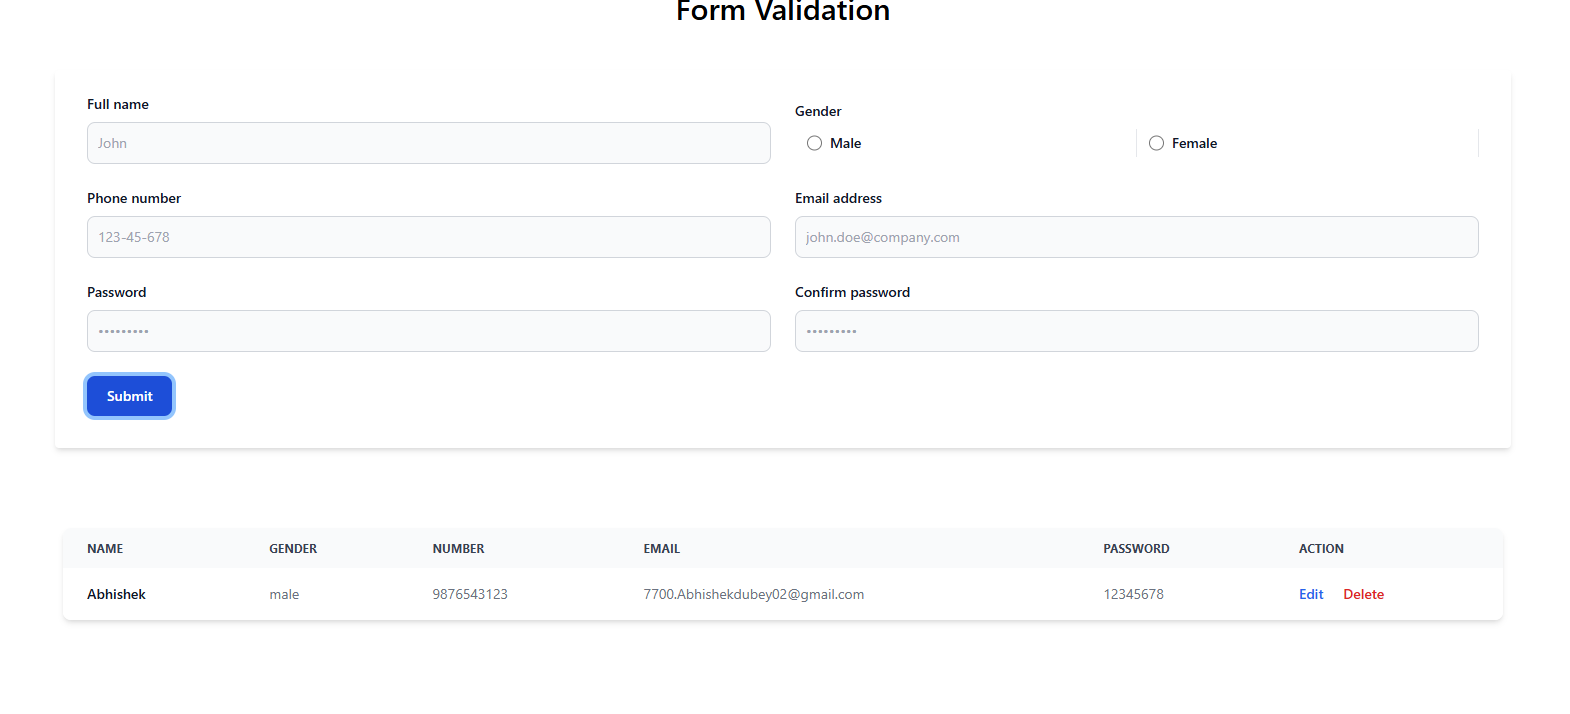 Form Validation
Full name
John
Gender
Male
Female
Phone number
123-45-678
Email address
john.doe@company.com
Password
•••••••••
Confirm password
•••••••••
Submit
NAME GENDER NUMBER EMAIL PASSWORD ACTION
Abhishek male 9876543123 7700.Abhishekdubey02@gmail.com 12345678 Edit Delete